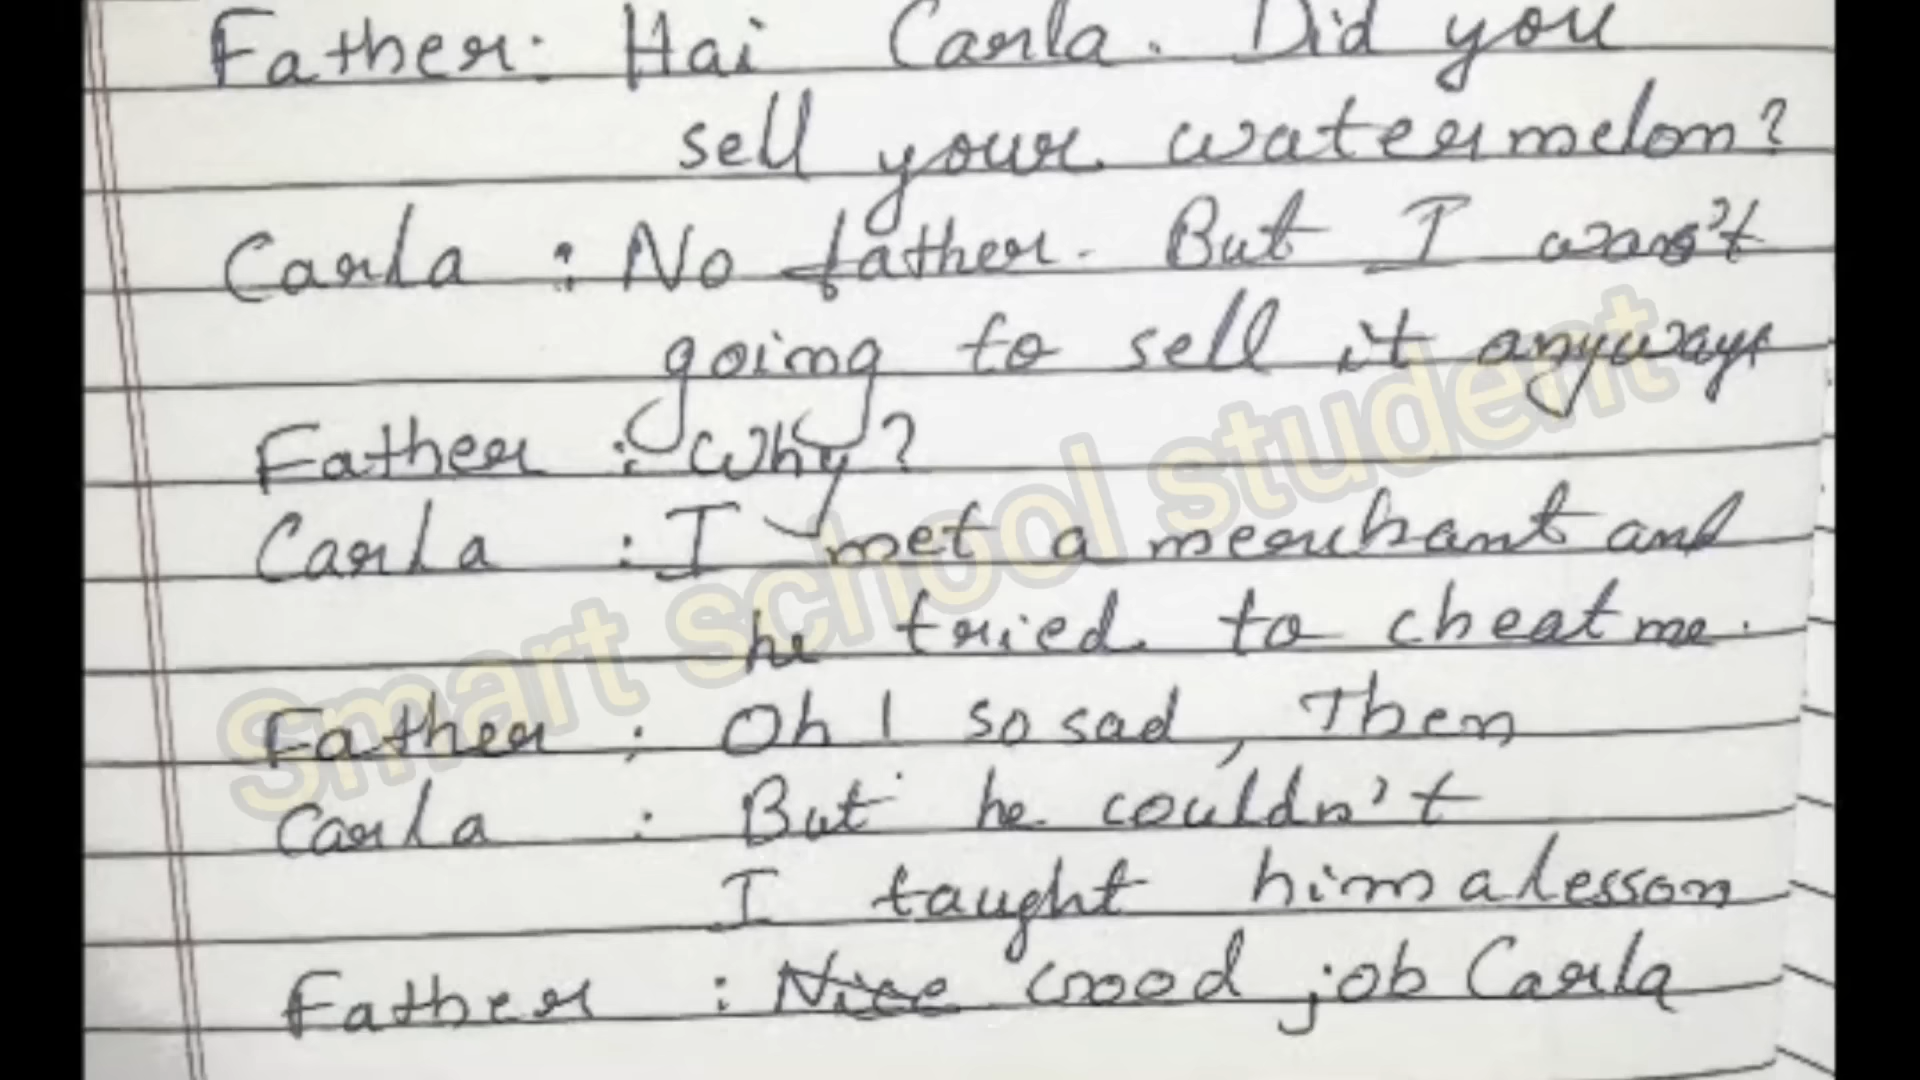 Father: Hai Carla. Did you
sell your watermelon?
Carla : No father. But I wasn't
going to sell it anyways
Father : Why?
Carla : I met a merchant and
he tried to cheat me.
Father : Oh! so sad, Then
Carla : But he couldn't
I taught him a lesson
Father : Nice Good job Carla
Smart school student